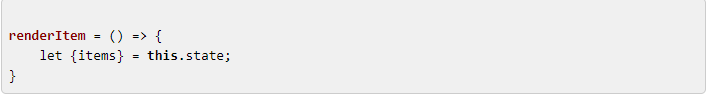 renderItem = () => {
    let {items} = this.state;
}